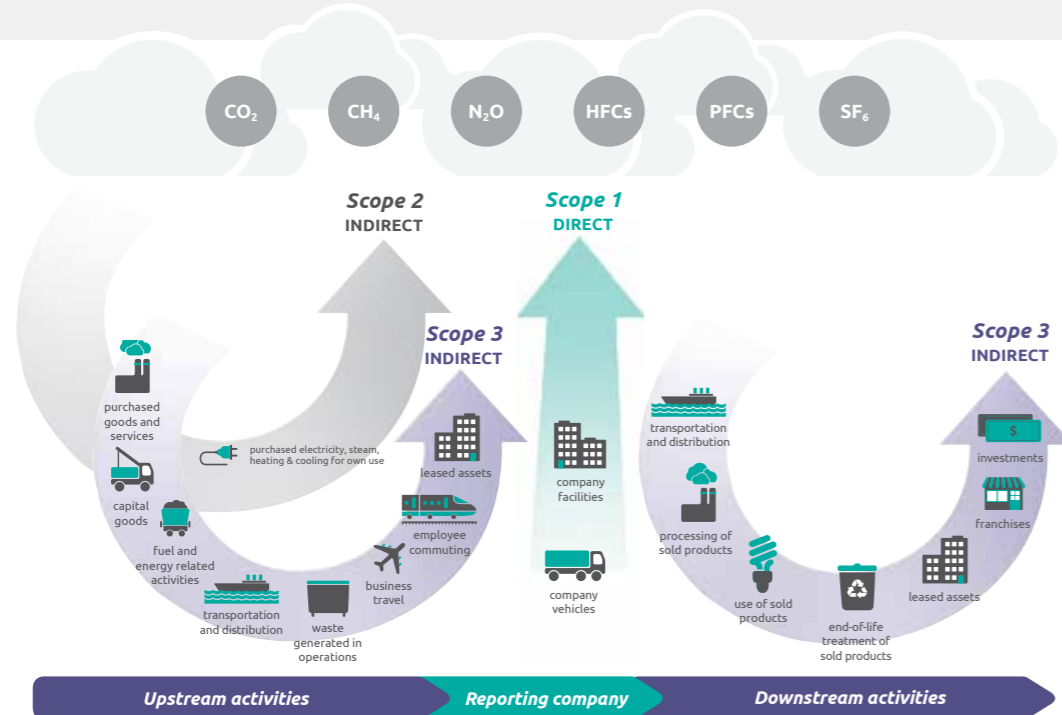 CO₂
CH₄
N₂O
HFCs
PFCs
SF₆
Scope 2
INDIRECT
Scope 1
DIRECT
Scope 3
INDIRECT
Scope 3
INDIRECT
purchased
goods and
services
capital
goods
fuel and
energy related
activities
purchased electricity, steam,
heating & cooling for own use
transportation
and distribution
waste
generated in
operations
business
travel
employee
commuting
leased assets
company
facilities
company
vehicles
transportation
and distribution
processing of
sold products
use of sold
products
end-of-life
treatment of
sold products
leased assets
franchises
$
investments
Upstream activities
Reporting company
Downstream activities